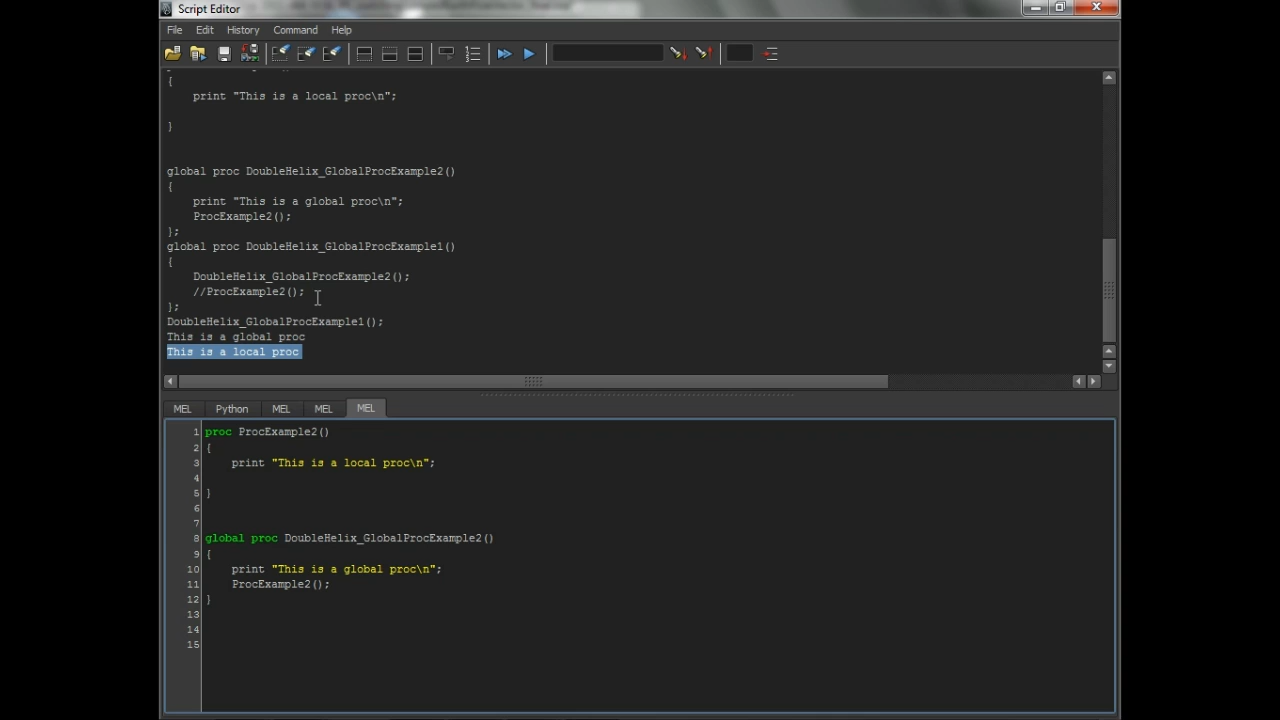 Script Editor
File Edit History Command Help
{
print "This is a local proc\n";
}
global proc DoubleHelix_GlobalProcExample2()
{
print "This is a global proc\n";
ProcExample2();
};
global proc DoubleHelix_GlobalProcExample1()
{
DoubleHelix_GlobalProcExample2();
//ProcExample2();
};
DoubleHelix_GlobalProcExample1();
This is a global proc
This is a local proc
MEL Python MEL MEL MEL
1 proc ProcExample2()
2 {
3 print "This is a local proc\n";
4
5 }
6
7
8 global proc DoubleHelix_GlobalProcExample2()
9 {
10 print "This is a global proc\n";
11 ProcExample2();
12 }
13
14
15